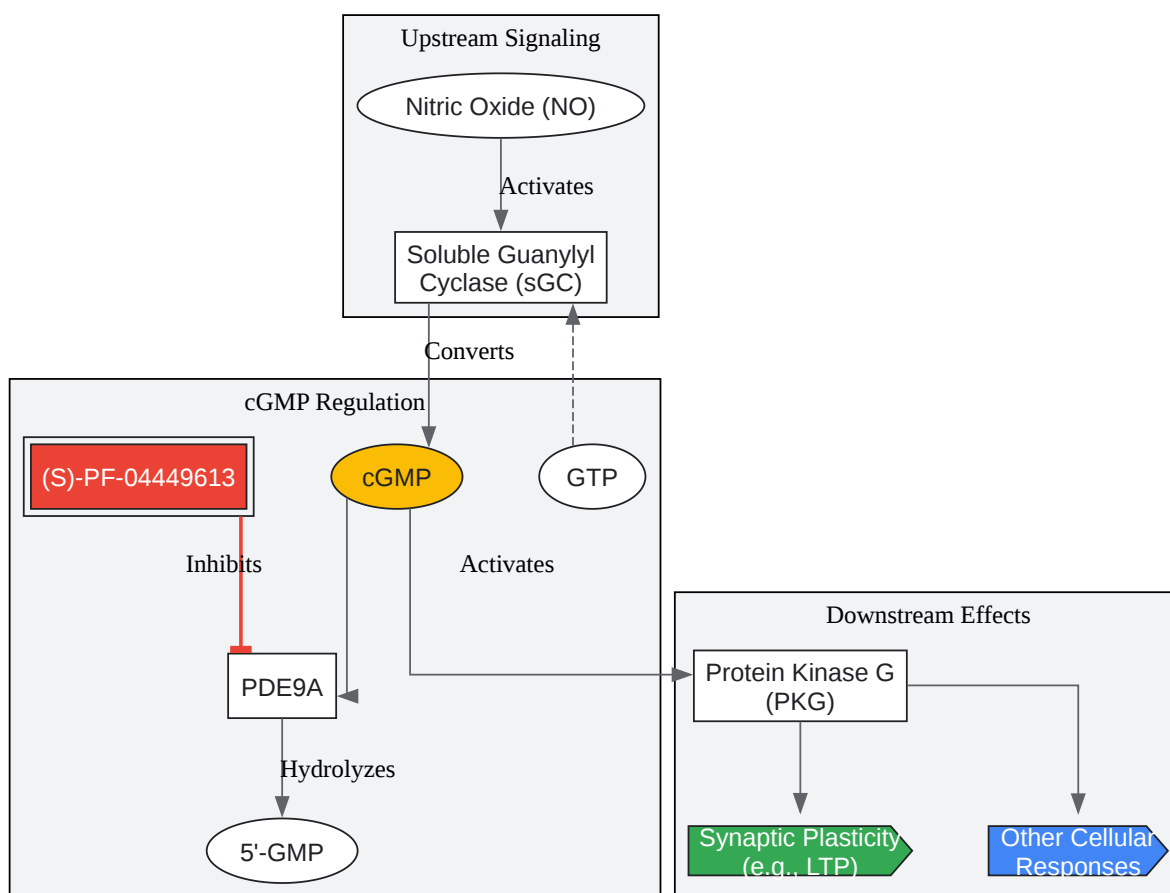 Upstream Signaling
Nitric Oxide (NO)
Activates
Soluble Guanylyl
Cyclase (sGC)
Converts
cGMP Regulation
(S)-PF-04449613
cGMP
GTP
Inhibits
Activates
Downstream Effects
PDE9A
Protein Kinase G
(PKG)
Hydrolyzes
5'-GMP
Synaptic Plasticity
(e.g., LTP)
Other Cellular
Responses